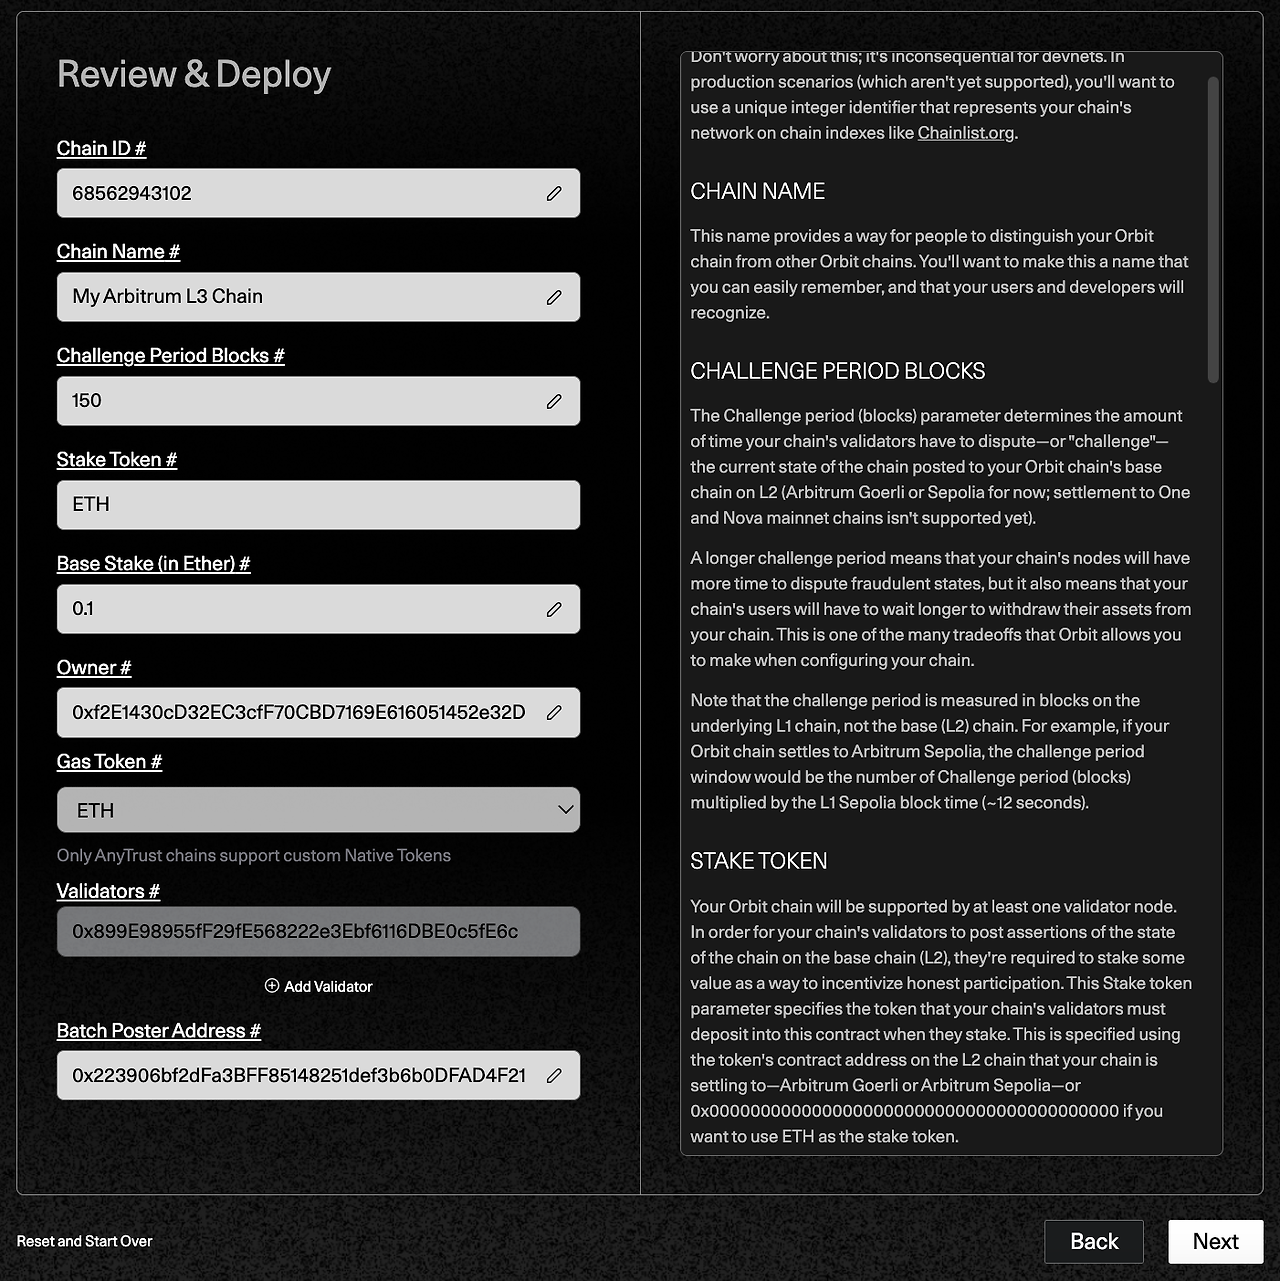 Review & Deploy
Chain ID #
68562943102
Chain Name #
My Arbitrum L3 Chain
Challenge Period Blocks #
150
Stake Token #
ETH
Base Stake (in Ether) #
0.1
Owner #
0xf2E1430cD32EC3cfF70CBD7169E616051452e32D
Gas Token #
ETH
Only AnyTrust chains support custom Native Tokens
Validators #
0x899E98955fF29fE568222e3Ebf6116DBE0c5fE6c
Add Validator
Batch Poster Address #
0x223906bf2dFa3BFF85148251def3b6b0DFAD4F21
Don't worry about this; it's inconsequential for devnets. In
production scenarios (which aren't yet supported), you'll want to
use a unique integer identifier that represents your chain's
network on chain indexes like Chainlist.org.
CHAIN NAME
This name provides a way for people to distinguish your Orbit
chain from other Orbit chains. You'll want to make this a name that
you can easily remember, and that your users and developers will
recognize.
CHALLENGE PERIOD BLOCKS
The Challenge period (blocks) parameter determines the amount
of time your chain's validators have to dispute—or "challenge"—
the current state of the chain posted to your Orbit chain's base
chain on L2 (Arbitrum Goerli or Sepolia for now; settlement to One
and Nova mainnet chains isn't supported yet).
A longer challenge period means that your chain's nodes will have
more time to dispute fraudulent states, but it also means that your
chain's users will have to wait longer to withdraw their assets from
your chain. This is one of the many tradeoffs that Orbit allows you
to make when configuring your chain.
Note that the challenge period is measured in blocks on the
underlying L1 chain, not the base (L2) chain. For example, if your
Orbit chain settles to Arbitrum Sepolia, the challenge period
window would be the number of Challenge period (blocks)
multiplied by the L1 Sepolia block time (~12 seconds).
STAKE TOKEN
Your Orbit chain will be supported by at least one validator node.
In order for your chain's validators to post assertions of the state
of the chain on the base chain (L2), they're required to stake some
value as a way to incentivize honest participation. This Stake token
parameter specifies the token that your chain's validators must
deposit into this contract when they stake. This is specified using
the token's contract address on the L2 chain that your chain is
settling to—Arbitrum Goerli or Arbitrum Sepolia—or
0x0000000000000000000000000000000000000000 if you
want to use ETH as the stake token.
Reset and Start Over
Back
Next